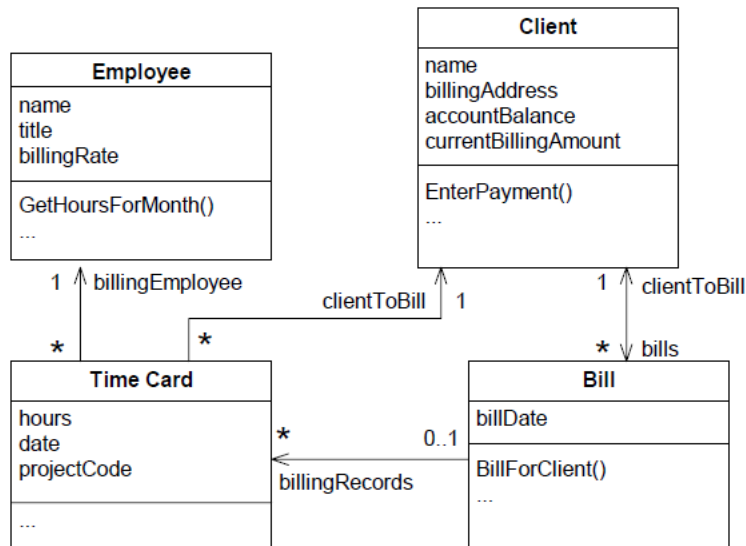 Client
name
billingAddress
accountBalance
currentBillingAmount
EnterPayment()
...
Employee
name
title
billingRate
GetHoursForMonth()
...
1 billingEmployee
*
clientToBill 1
*
1 clientToBill
* bills
Time Card
hours
date
projectCode
...
* 0..1
billingRecords
Bill
billDate
BillForClient()
...